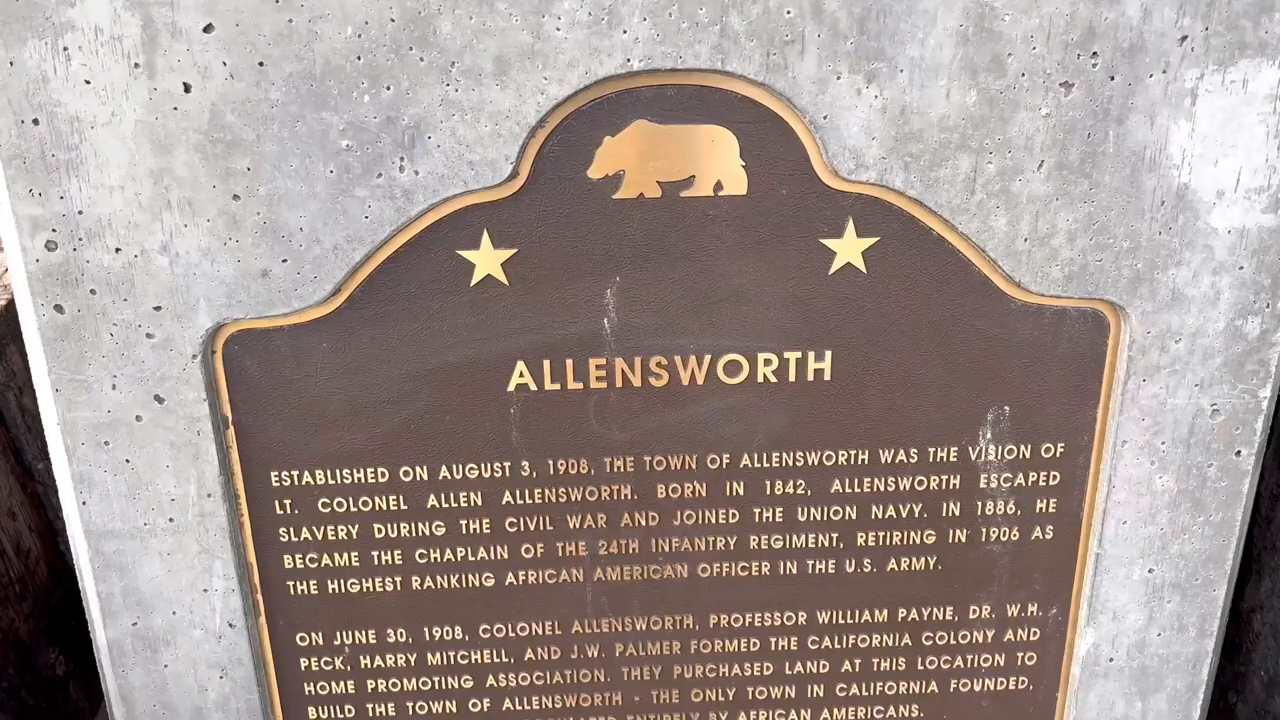 ALLENSWORTH
ESTABLISHED ON AUGUST 3, 1908, THE TOWN OF ALLENSWORTH WAS THE VISION OF
LT. COLONEL ALLEN ALLENSWORTH. BORN IN 1842, ALLENSWORTH ESCAPED
SLAVERY DURING THE CIVIL WAR AND JOINED THE UNION NAVY. IN 1886, HE
BECAME THE CHAPLAIN OF THE 24TH INFANTRY REGIMENT, RETIRING IN 1906 AS
THE HIGHEST RANKING AFRICAN AMERICAN OFFICER IN THE U.S. ARMY.
ON JUNE 30, 1908, COLONEL ALLENSWORTH, PROFESSOR WILLIAM PAYNE, DR. W.H.
PECK, HARRY MITCHELL, AND J.W. PALMER FORMED THE CALIFORNIA COLONY AND
HOME PROMOTING ASSOCIATION. THEY PURCHASED LAND AT THIS LOCATION TO
BUILD THE TOWN OF ALLENSWORTH - THE ONLY TOWN IN CALIFORNIA FOUNDED,
ENTIRELY BY AFRICAN AMERICANS.